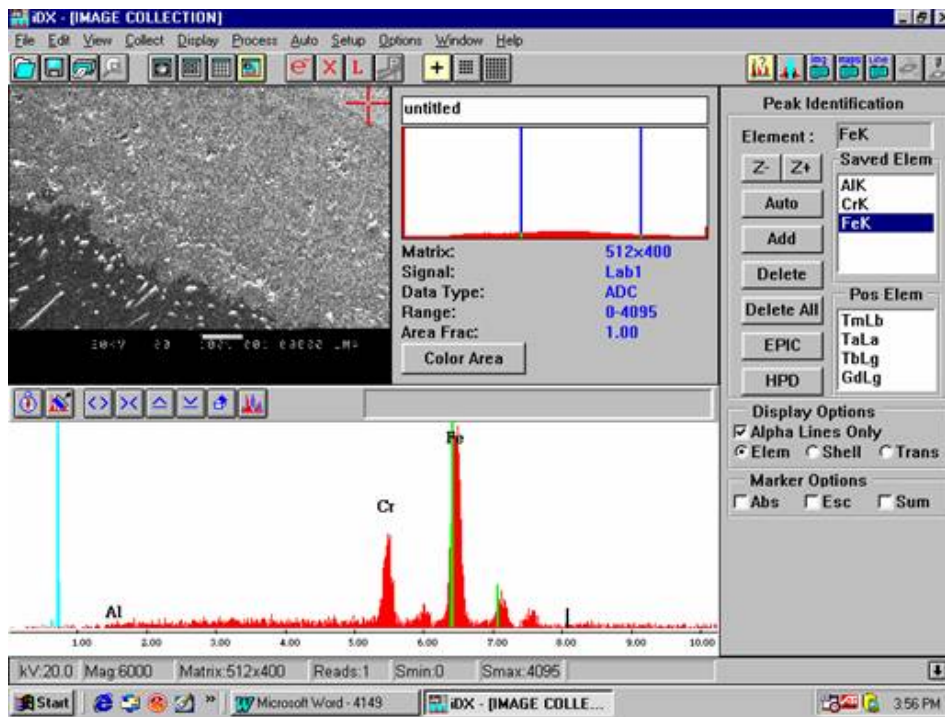 iDX - [IMAGE COLLECTION]
File Edit View Collect Display Process Auto Setup Options Window Help
e X L
img maps Line
untitled
Matrix: 512x400
Signal: Lab1
Data Type: ADC
Range: 0-4095
Area Frac: 1.00
Color Area
Peak Identification
Element : FeK
Z- Z+
Auto
Add
Delete
Delete All
EPIC
HPD
Saved Elem
AlK
CrK
FeK
Pos Elem
TmLb
TaLa
TbLg
GdLg
Display Options
Alpha Lines Only
Elem Shell Trans
Marker Options
Abs Esc Sum
Fe
Cr
Al
1.00 2.00 3.00 4.00 5.00 6.00 7.00 8.00 9.00 10.00
kV:20.0 Mag:6000 Matrix:512x400 Reads:1 Smin:0 Smax:4095
Start Microsoft Word - 4149 iDX - [IMAGE COLLE... 3:56 PM